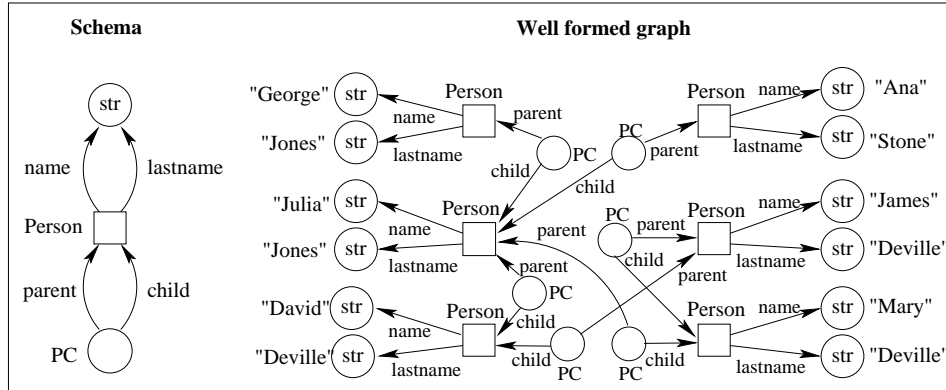 Schema
str
name
lastname
Person
parent
child
PC
Well formed graph
"George"
str
name
Person
"Jones"
str
lastname
parent
child
PC
"Julia"
str
name
Person
"Jones"
str
lastname
parent
child
PC
"David"
str
name
Person
"Deville"
str
lastname
child
PC
Person
name
str
"Ana"
PC
parent
lastname
str
"Stone"
child
Person
name
str
"James"
PC
parent
child
lastname
str
"Deville"
parent
parent
Person
name
str
"Mary"
child
PC
lastname
str
"Deville"